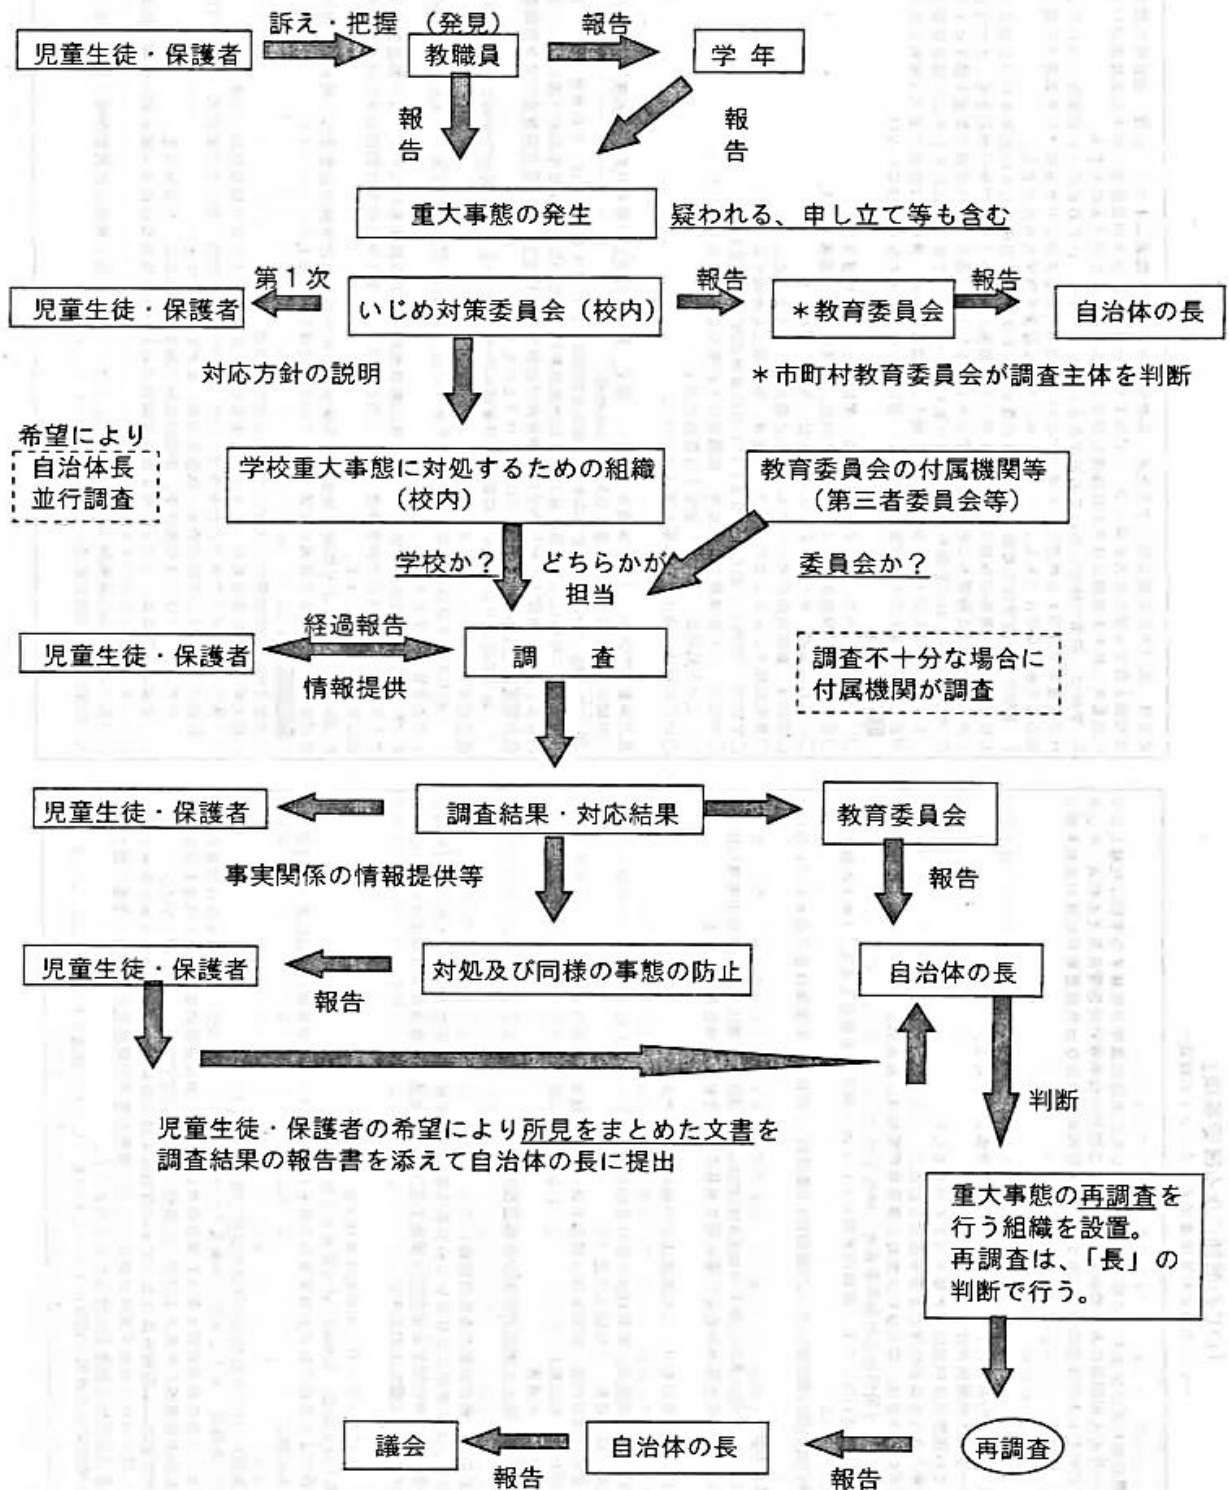 訴え・把握 (発見) 報告
児童生徒・保護者 教職員 学年
報告 報告
重大事態の発生 疑われる、申し立て等も含む
第1次 報告 報告
児童生徒・保護者 いじめ対策委員会(校内) *教育委員会 自治体の長
対応方針の説明 *市町村教育委員会が調査主体を判断
希望により
自治体長
並行調査
学校重大事態に対処するための組織
(校内)
教育委員会の付属機関等
(第三者委員会等)
学校か? どちらかが
担当
委員会か?
経過報告
児童生徒・保護者 調 査
情報提供
調査不十分な場合に
付属機関が調査
児童生徒・保護者 調査結果・対応結果 教育委員会
事実関係の情報提供等 報告
児童生徒・保護者 対処及び同様の事態の防止 自治体の長
報告
判断
児童生徒・保護者の希望により所見をまとめた文書を
調査結果の報告書を添えて自治体の長に提出
重大事態の再調査を
行う組織を設置。
再調査は、「長」の
判断で行う。
議会 自治体の長 再調査
報告 報告